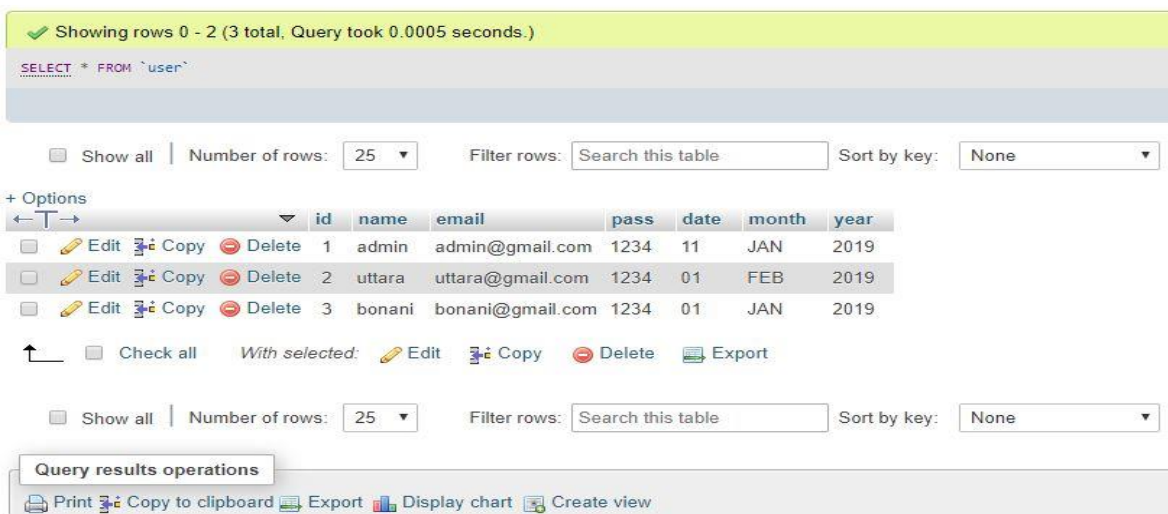 Showing rows 0 - 2 (3 total, Query took 0.0005 seconds.)
SELECT * FROM `user`
Show all | Number of rows: 25 Filter rows: Search this table Sort by key: None
+ Options
id name email pass date month year
Edit Copy Delete 1 admin admin@gmail.com 1234 11 JAN 2019
Edit Copy Delete 2 uttara uttara@gmail.com 1234 01 FEB 2019
Edit Copy Delete 3 bonani bonani@gmail.com 1234 01 JAN 2019
Check all With selected: Edit Copy Delete Export
Show all | Number of rows: 25 Filter rows: Search this table Sort by key: None
Query results operations
Print Copy to clipboard Export Display chart Create view